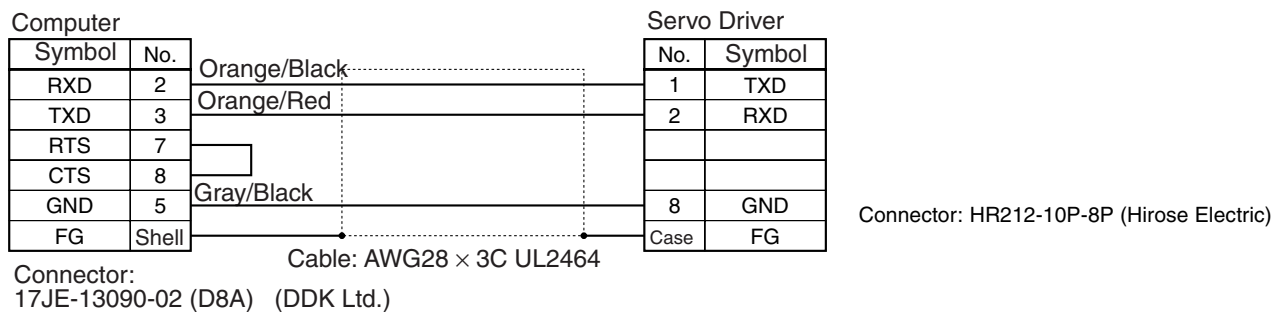 Computer
Servo Driver
Symbol No.
No. Symbol
RXD 2 Orange/Black 1 TXD
TXD 3 Orange/Red 2 RXD
RTS 7
CTS 8
GND 5 Gray/Black 8 GND
FG Shell Case FG
Connector: HR212-10P-8P (Hirose Electric)
Cable: AWG28 × 3C UL2464
Connector:
17JE-13090-02 (D8A) (DDK Ltd.)